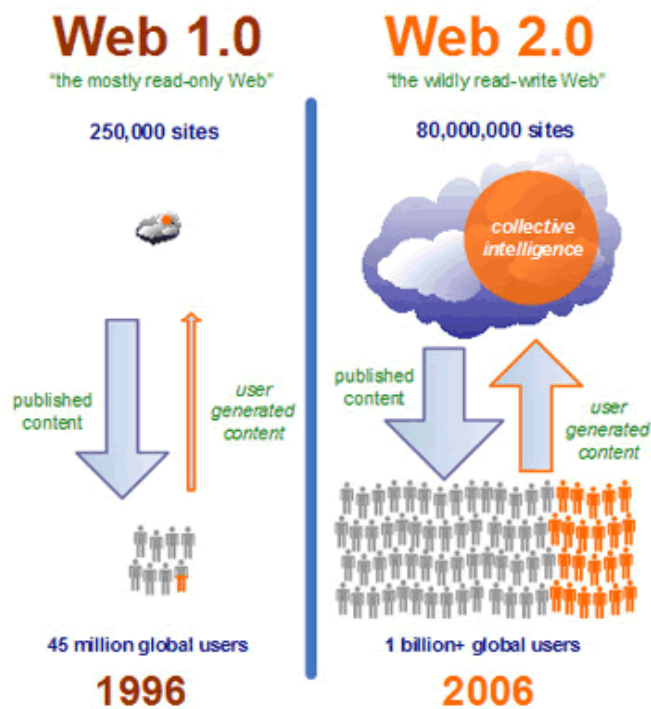 Web 1.0
"the mostly read-only Web"
250,000 sites
published
content
user
generated
content
45 million global users
1996
Web 2.0
"the wildly read-write Web"
80,000,000 sites
collective
intelligence
published
content
user
generated
content
1 billion+ global users
2006